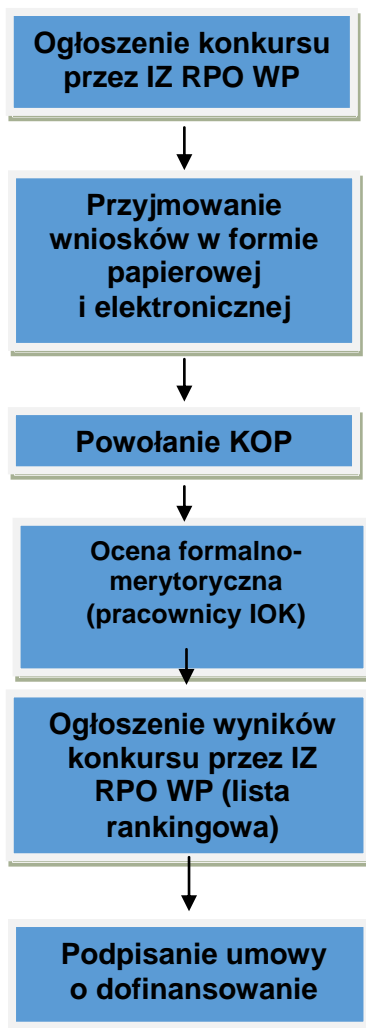 Ogłoszenie konkursu
przez IZ RPO WP
Przyjmowanie
wniosków w formie
papierowej
i elektronicznej
Powołanie KOP
Ocena formalno-
merytoryczna
(pracownicy IOK)
Ogłoszenie wyników
konkursu przez IZ
RPO WP (lista
rankingowa)
Podpisanie umowy
o dofinansowanie